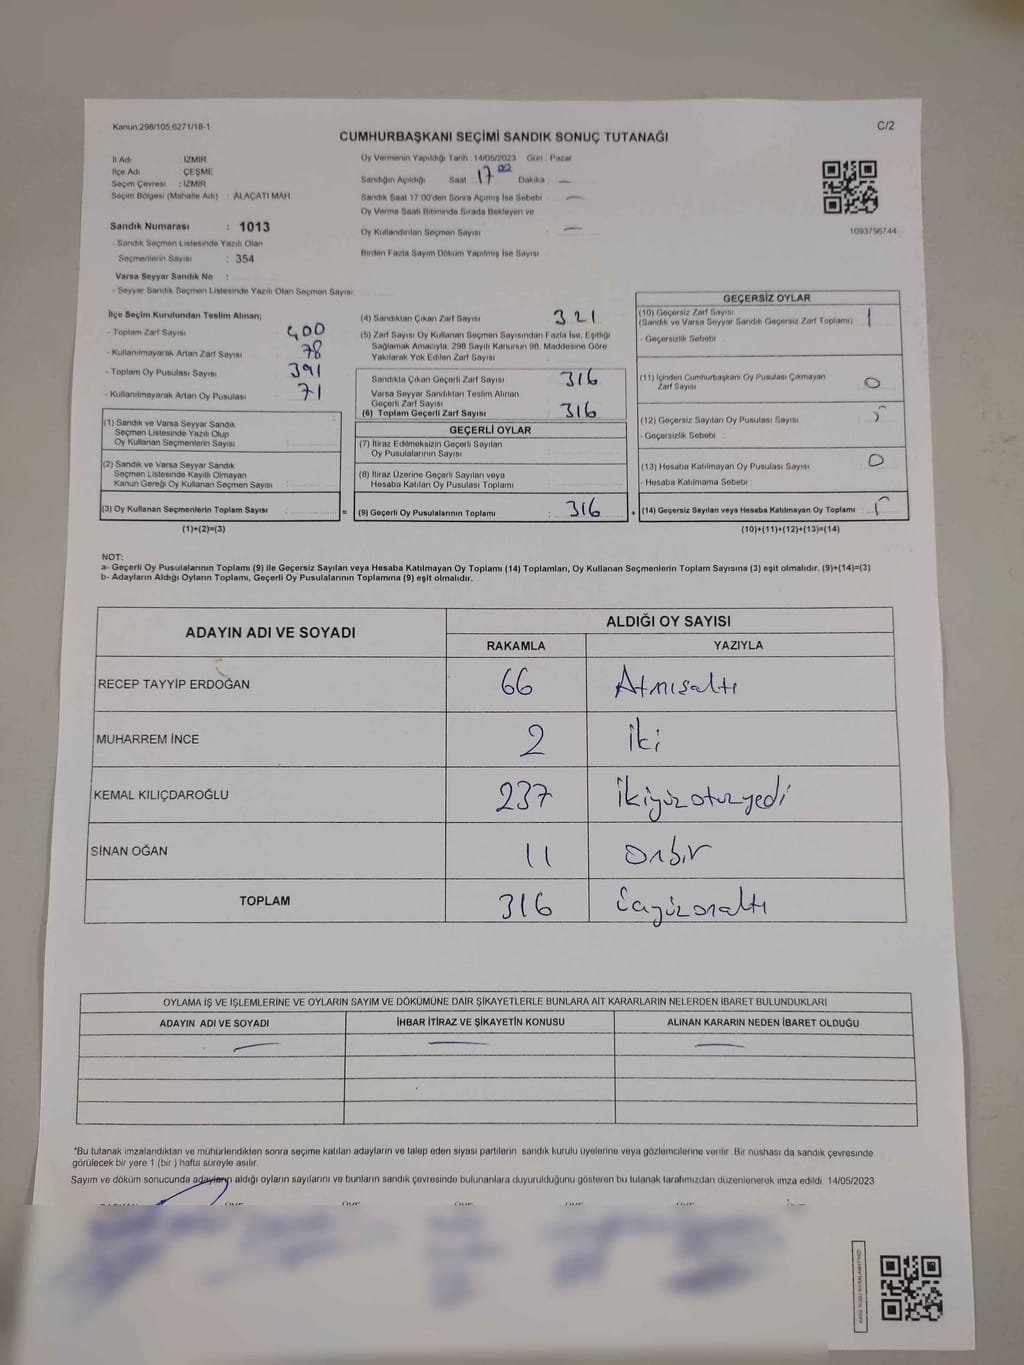 Kanun:298/105,6271/18-1
C/2
CUMHURBAŞKANI SEÇİMİ SANDIK SONUÇ TUTANAĞI
İl Adı İZMİR
İlçe Adı ÇEŞME
Seçim Çevresi : İZMİR
Seçim Bölgesi (Mahalle Adı) : ALAÇATI MAH
Oy Vermenin Yapıldığı Tarih : 14/05/2023 Gün : Pazar
Sandığın Açıldığı Saat 17 00 Dakika : —
Sandık Saat 17:00'den Sonra Açımış İse Sebebi : —
Oy Verme Saati Bitiminde Sırada Bekleyen ve
Oy Kullandırılan Seçmen Sayısı : —
Birden Fazla Sayım Döküm Yapılmış İse Sayısı
1093756744
Sandık Numarası : 1013
- Sandık Seçmen Listesinde Yazılı Olan
Seçmenlerin Sayısı : 354
Varsa Seyyar Sandık No :
- Seyyar Sandık Seçmen Listesinde Yazılı Olan Seçmen Sayısı:
İlçe Seçim Kurulundan Teslim Alınan;
- Toplam Zarf Sayısı 400
- Kullanılmayarak Artan Zarf Sayısı 78
- Toplam Oy Pusulası Sayısı 391
- Kullanılmayarak Artan Oy Pusulası 71
(1) Sandık ve Varsa Seyyar Sandık
Seçmen Listesinde Yazılı Olup
Oy Kullanan Seçmenlerin Sayısı
(2) Sandık ve Varsa Seyyar Sandık
Seçmen Listesinde Kayıtlı Olmayan
Kanun Gereği Oy Kullanan Seçmen Sayısı
(3) Oy Kullanan Seçmenlerin Toplam Sayısı =
(1)+(2)=(3)
(4) Sandıktan Çıkan Zarf Sayısı 321
(5) Zarf Sayısı Oy Kullanan Seçmen Sayısından Fazla İse, Eşitliği
Sağlamak Amacıyla, 298 Sayılı Kanunun 98. Maddesine Göre
Yakılarak Yok Edilen Zarf Sayısı
Sandıkta Çıkan Geçerli Zarf Sayısı 316
Varsa Seyyar Sandıktan Teslim Alınan
Geçerli Zarf Sayısı
(6) Toplam Geçerli Zarf Sayısı 316
GEÇERLİ OYLAR
(7) İtiraz Edilmeksizin Geçerli Sayılan
Oy Pusulalarının Sayısı
(8) İtiraz Üzerine Geçerli Sayılan veya
Hesaba Katılan Oy Pusulası Toplamı
(9) Geçerli Oy Pusulalarının Toplamı : 316 +
GEÇERSİZ OYLAR
(10) Geçersiz Zarf Sayısı
(Sandık ve Varsa Seyyar Sandık Geçersiz Zarf Toplamı) 1
- Geçersizlik Sebebi :
(11) İçinden Cumhurbaşkanı Oy Pusulası Çıkmayan
Zarf Sayısı 0
(12) Geçersiz Sayılan Oy Pusulası Sayısı
- Geçersizlik Sebebi :
(13) Hesaba Katılmayan Oy Pusulası Sayısı 0
- Hesaba Katılmama Sebebi :
(14) Geçersiz Sayılan veya Hesaba Katılmayan Oy Toplamı
(10)+(11)+(12)+(13)=(14)
NOT:
a- Geçerli Oy Pusulalarının Toplamı (9) ile Geçersiz Sayılan veya Hesaba Katılmayan Oy Toplamı (14) Toplamları, Oy Kullanan Seçmenlerin Toplam Sayısına (3) eşit olmalıdır. (9)+(14)=(3)
b- Adayların Aldığı Oyların Toplamı, Geçerli Oy Pusulalarının Toplamına (9) eşit olmalıdır.
ADAYIN ADI VE SOYADI ALDIĞI OY SAYISI
RAKAMLA YAZIYLA
RECEP TAYYİP ERDOĞAN 66 Atmısaltı
MUHARREM İNCE 2 İki
KEMAL KILIÇDAROĞLU 237 İkiyüzotuzyedi
SİNAN OĞAN 11 Onbir
TOPLAM 316 Üçyüzonaltı
OYLAMA İŞ VE İŞLEMLERİNE VE OYLARIN SAYIM VE DÖKÜMÜNE DAİR ŞİKAYETLERLE BUNLARA AİT KARARLARIN NELERDEN İBARET BULUNDUKLARI
ADAYIN ADI VE SOYADI İHBAR İTİRAZ VE ŞİKAYETİN KONUSU ALINAN KARARIN NEDEN İBARET OLDUĞU
— — —
*Bu tutanak imzalandıktan ve mühürlendikten sonra seçime katılan adayların ve talep eden siyasi partilerin sandık kurulu üyelerine veya gözlemcilerine verilir. Bir nushası da sandık çevresinde
görülecek bir yere 1 (bir ) hafta süreyle asılır.
Sayım ve döküm sonucunda adayların aldığı oyların sayılarını ve bunların sandık çevresinde bulunanlara duyurulduğunu gösteren bu tutanak tarafımızdan düzenlenerek imza edildi. 14/05/2023